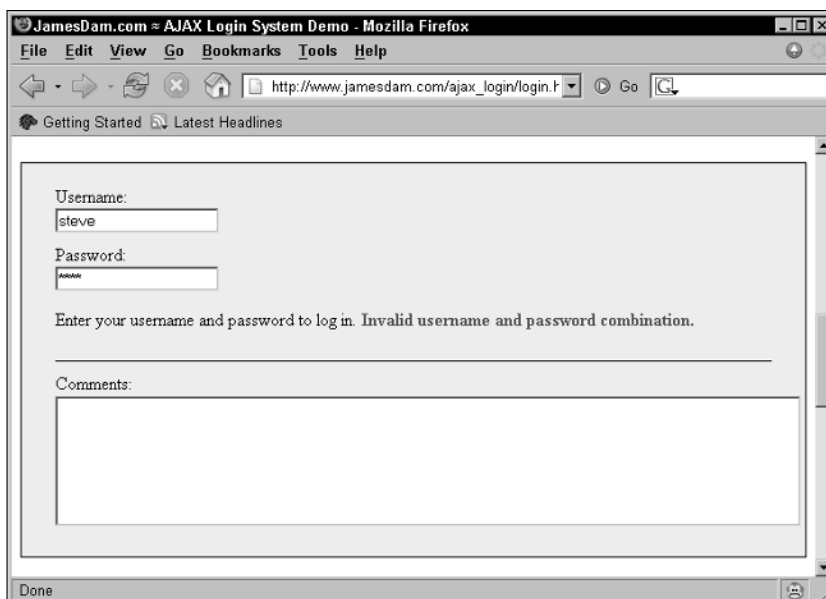 JamesDam.com ≈ AJAX Login System Demo - Mozilla Firefox
File Edit View Go Bookmarks Tools Help
http://www.jamesdam.com/ajax_login/login.h Go G
Getting Started Latest Headlines
Username:
steve
Password:
****
Enter your username and password to log in. Invalid username and password combination.
Comments:
Done